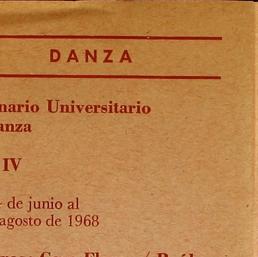 DANZA
nario Universitario
anza
IV
de junio al
agosto de 1968